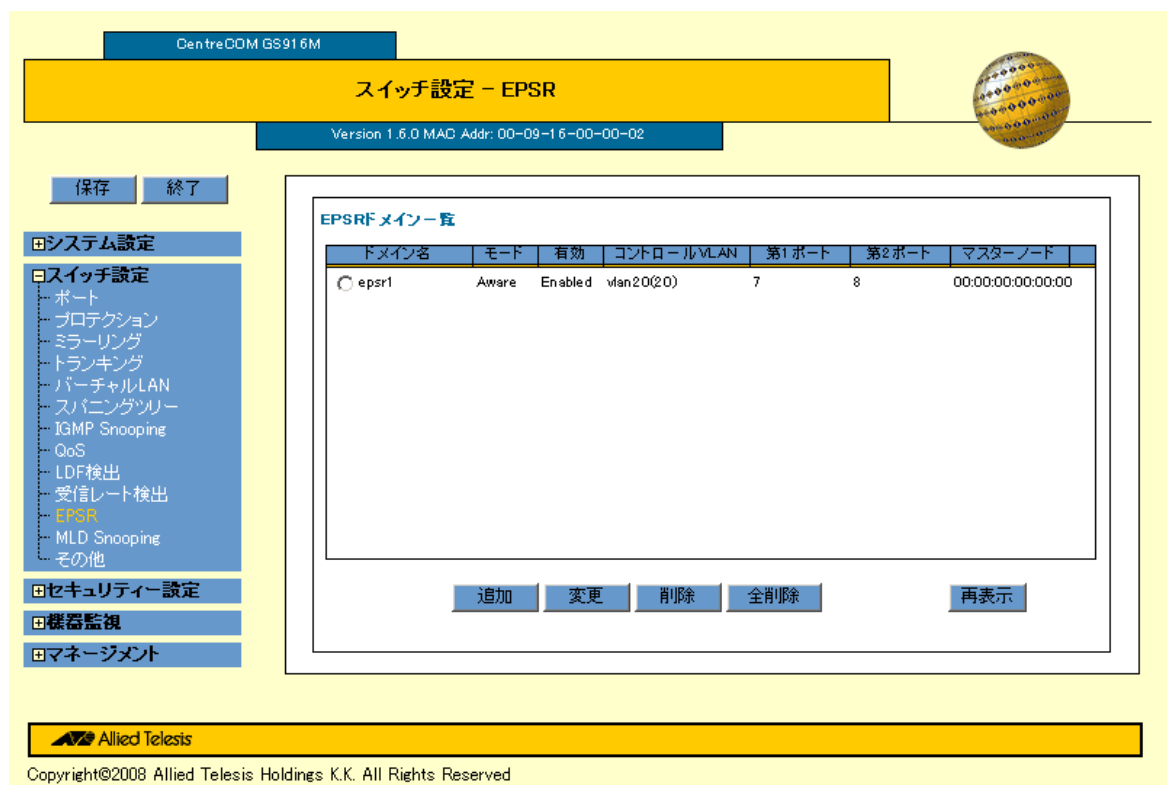 CentreCOM GS916M
スイッチ設定 - EPSR
Version 1.6.0 MAC Addr: 00-09-16-00-00-02
保存 終了
EPSRドメイン一覧
ドメイン名 モード 有効 コントロールVLAN 第1ポート 第2ポート マスターノード
epsr1 Aware Enabled vlan20(20) 7 8 00:00:00:00:00:00
追加 変更 削除 全削除 再表示
システム設定
スイッチ設定
ポート
プロテクション
ミラーリング
トランキング
バーチャルLAN
スパニングツリー
IGMP Snooping
QoS
LDF検出
受信レート検出
EPSR
MLD Snooping
その他
セキュリティー設定
機器監視
マネージメント
Allied Telesis
Copyright©2008 Allied Telesis Holdings K.K. All Rights Reserved